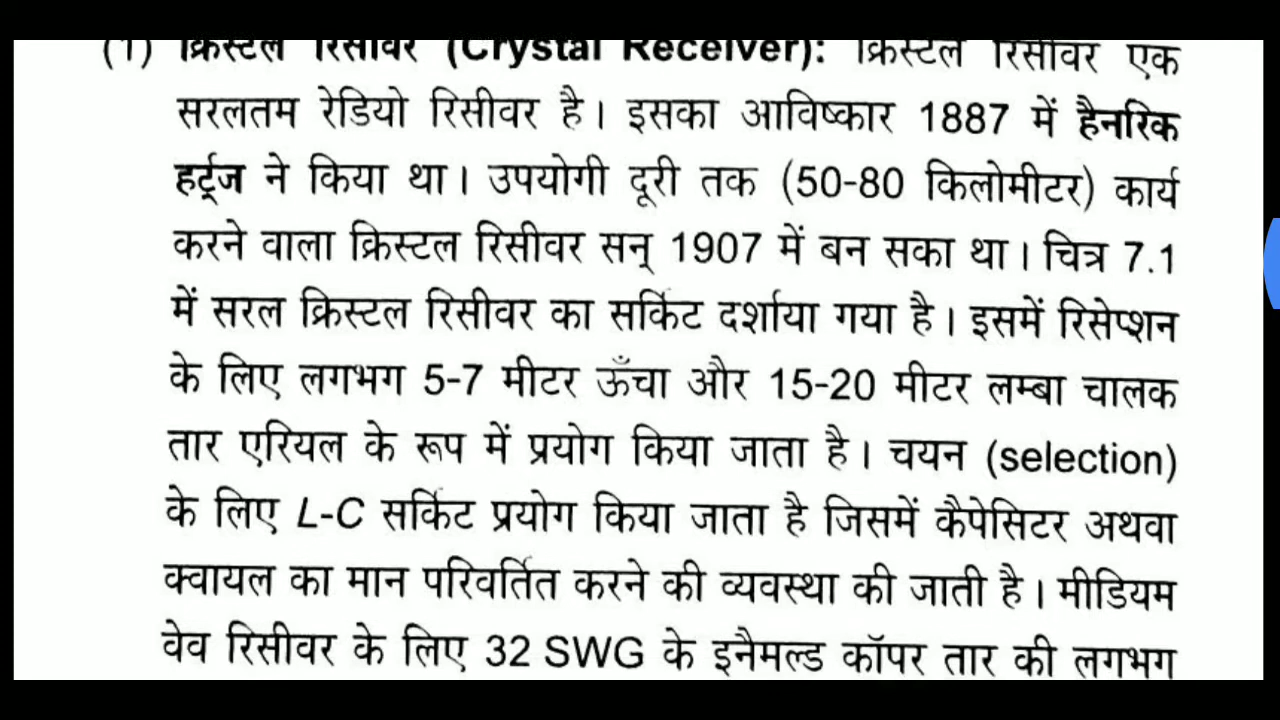 (1) क्रिस्टल रिसीवर (Crystal Receiver): क्रिस्टल रिसीवर एक
सरलतम रेडियो रिसीवर है। इसका आविष्कार 1887 में हैनरिक
हर्ट्ज ने किया था। उपयोगी दूरी तक (50-80 किलोमीटर) कार्य
करने वाला क्रिस्टल रिसीवर सन् 1907 में बन सका था। चित्र 7.1
में सरल क्रिस्टल रिसीवर का सर्किट दर्शाया गया है। इसमें रिसेप्शन
के लिए लगभग 5-7 मीटर ऊँचा और 15-20 मीटर लम्बा चालक
तार एरियल के रूप में प्रयोग किया जाता है। चयन (selection)
के लिए L-C सर्किट प्रयोग किया जाता है जिसमें कैपेसिटर अथवा
क्वायल का मान परिवर्तित करने की व्यवस्था की जाती है। मीडियम
वेव रिसीवर के लिए 32 SWG के इनैमल्ड कॉपर तार की लगभग